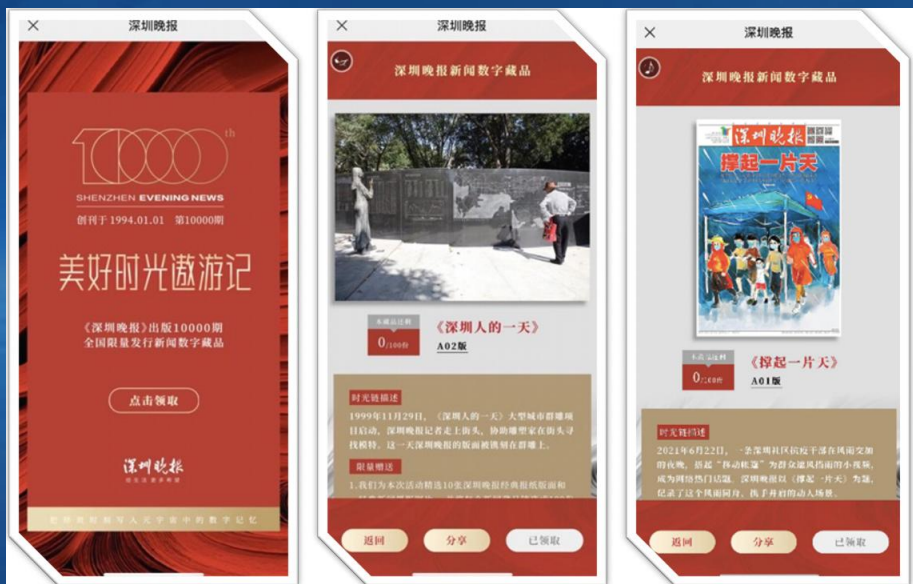 深圳晚报
10000th
SHENZHEN EVENING NEWS
创刊于 1994.01.01 第10000期
美好时光遨游记
《深圳晚报》出版10000期
全国限量发行新闻数字藏品
点击领取
深圳晚报
给生活更多希望
深圳晚报
深圳晚报新闻数字藏品
0/100份
《深圳人的一天》
A02版
时光链描述
1999年11月29日，《深圳人的一天》大型城市群雕项
目启动，深圳晚报记者走上街头，协助雕塑家在街头寻
找模特。这一天深圳晚报的版面被镌刻在群雕上。
限量赠送
1.我们为本次活动精选10张深圳晚报经典报纸版面和
返回
分享
已领取
深圳晚报
深圳晚报新闻数字藏品
深圳晚报
撑起一片天
0/100份
《撑起一片天》
A01版
时光链描述
2021年6月22日，一条深圳社区抗疫干部在风雨交加
的夜晚，搭起“移动帐篷”为群众遮风挡雨的小视频，
成为网络热门话题。深圳晚报以《撑起一片天》为题，
纪录了这个风雨同舟、携手并肩的动人场景。
返回
分享
已领取